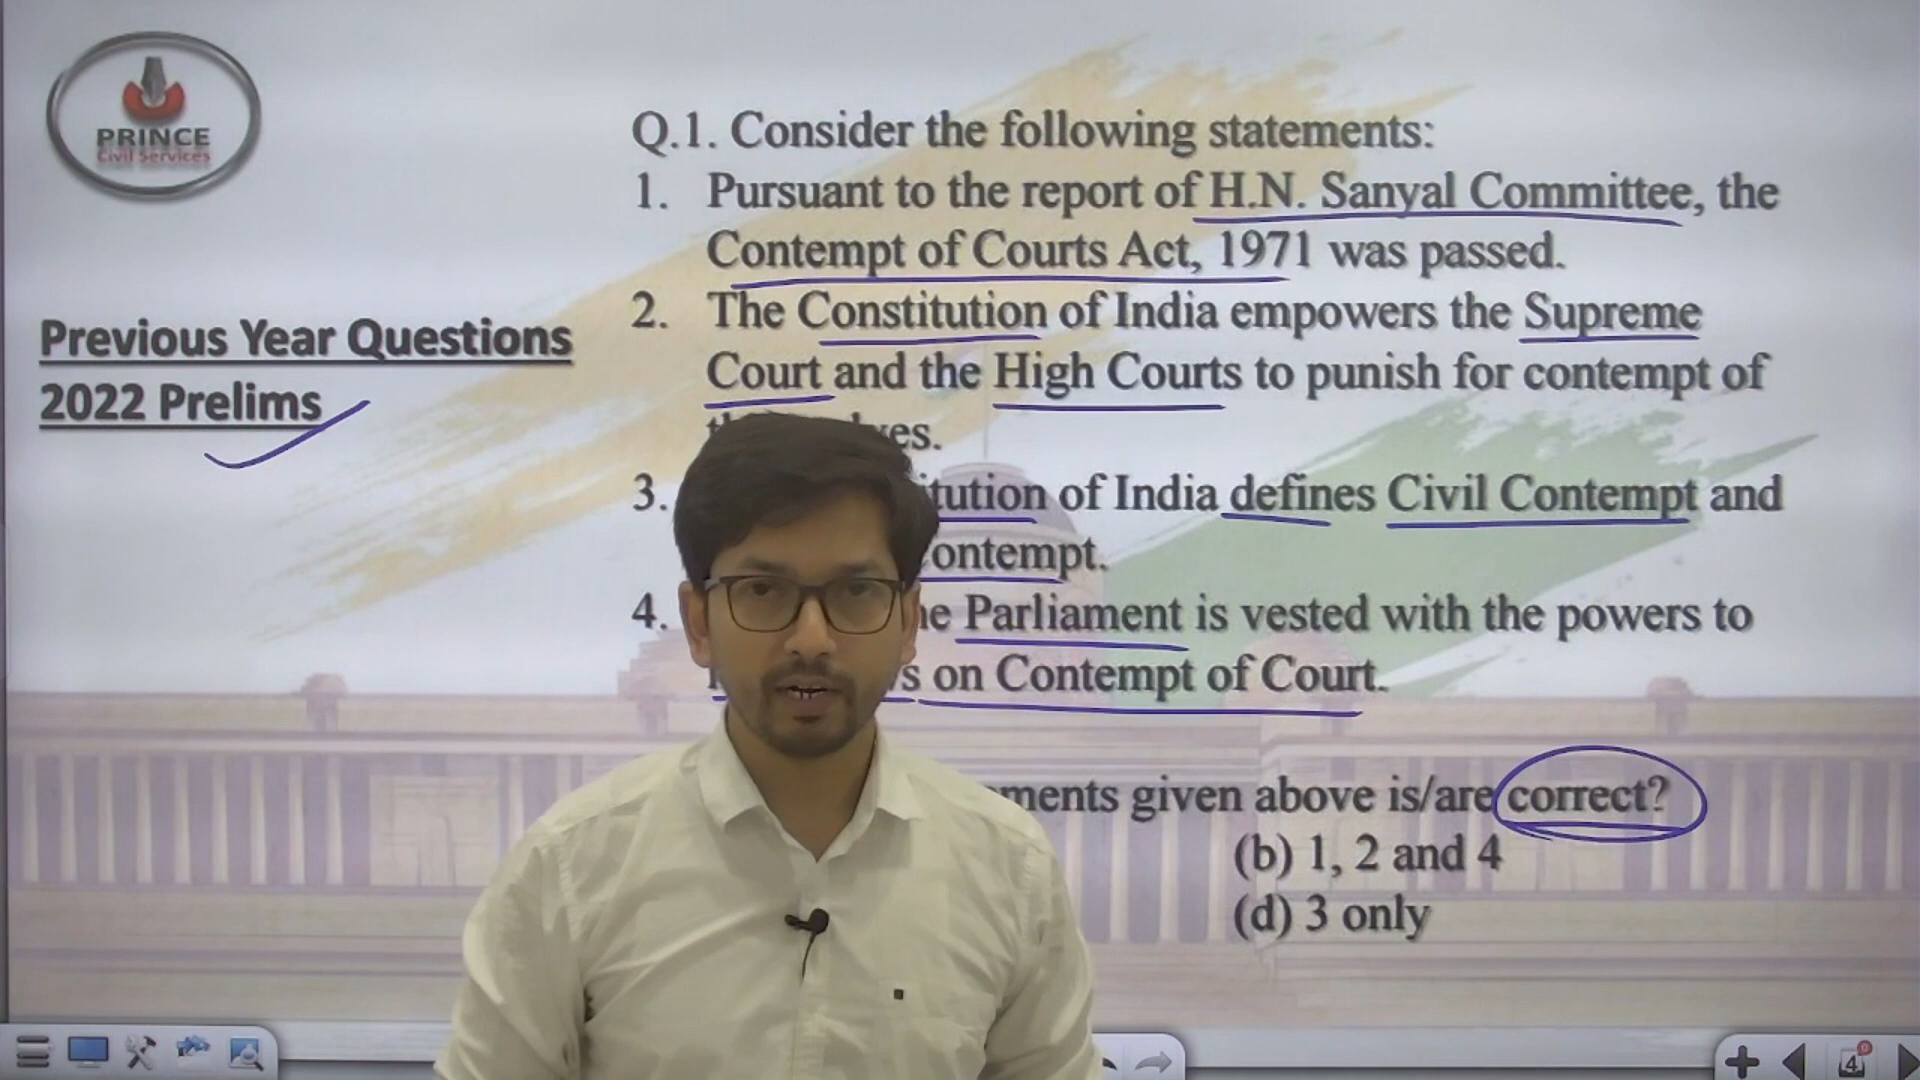 PRINCE
Civil Services
Previous Year Questions
2022 Prelims
Q.1. Consider the following statements:
1. Pursuant to the report of H.N. Sanyal Committee, the
Contempt of Courts Act, 1971 was passed.
2. The Constitution of India empowers the Supreme
Court and the High Courts to punish for contempt of
3. of India defines Civil Contempt and
4. Parliament is vested with the powers to
on Contempt of Court.
given above is/are correct?
(b) 1, 2 and 4
(d) 3 only
4
0